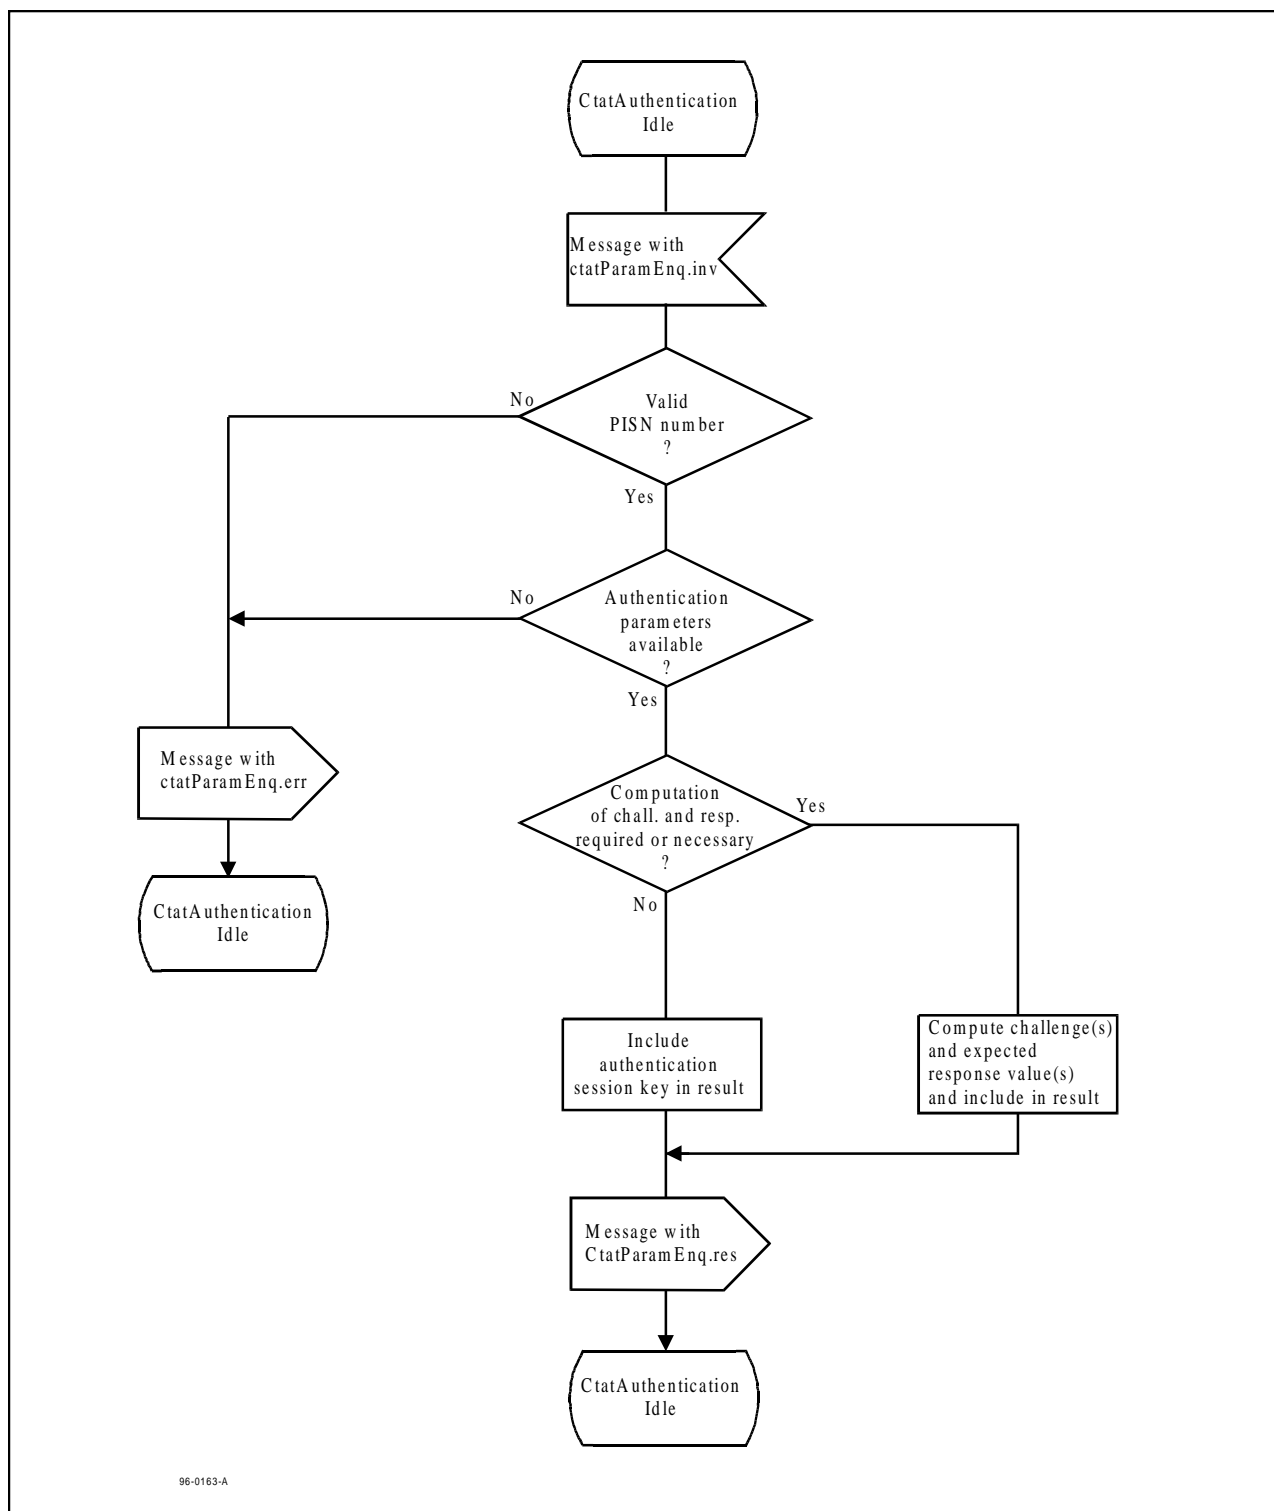 CtatAuthentication
Idle
Message with
ctatParamEnq.inv
No
Valid
PISN number
?
Yes
No
Authentication
parameters
available
?
Yes
Message with
ctatParamEnq.err
Computation
of chall. and resp.
required or necessary
?
Yes
No
CtatAuthentication
Idle
Include
authentication
session key in result
Compute challenge(s)
and expected
response value(s)
and include in result
Message with
CtatParamEnq.res
CtatAuthentication
Idle
96-0163-A